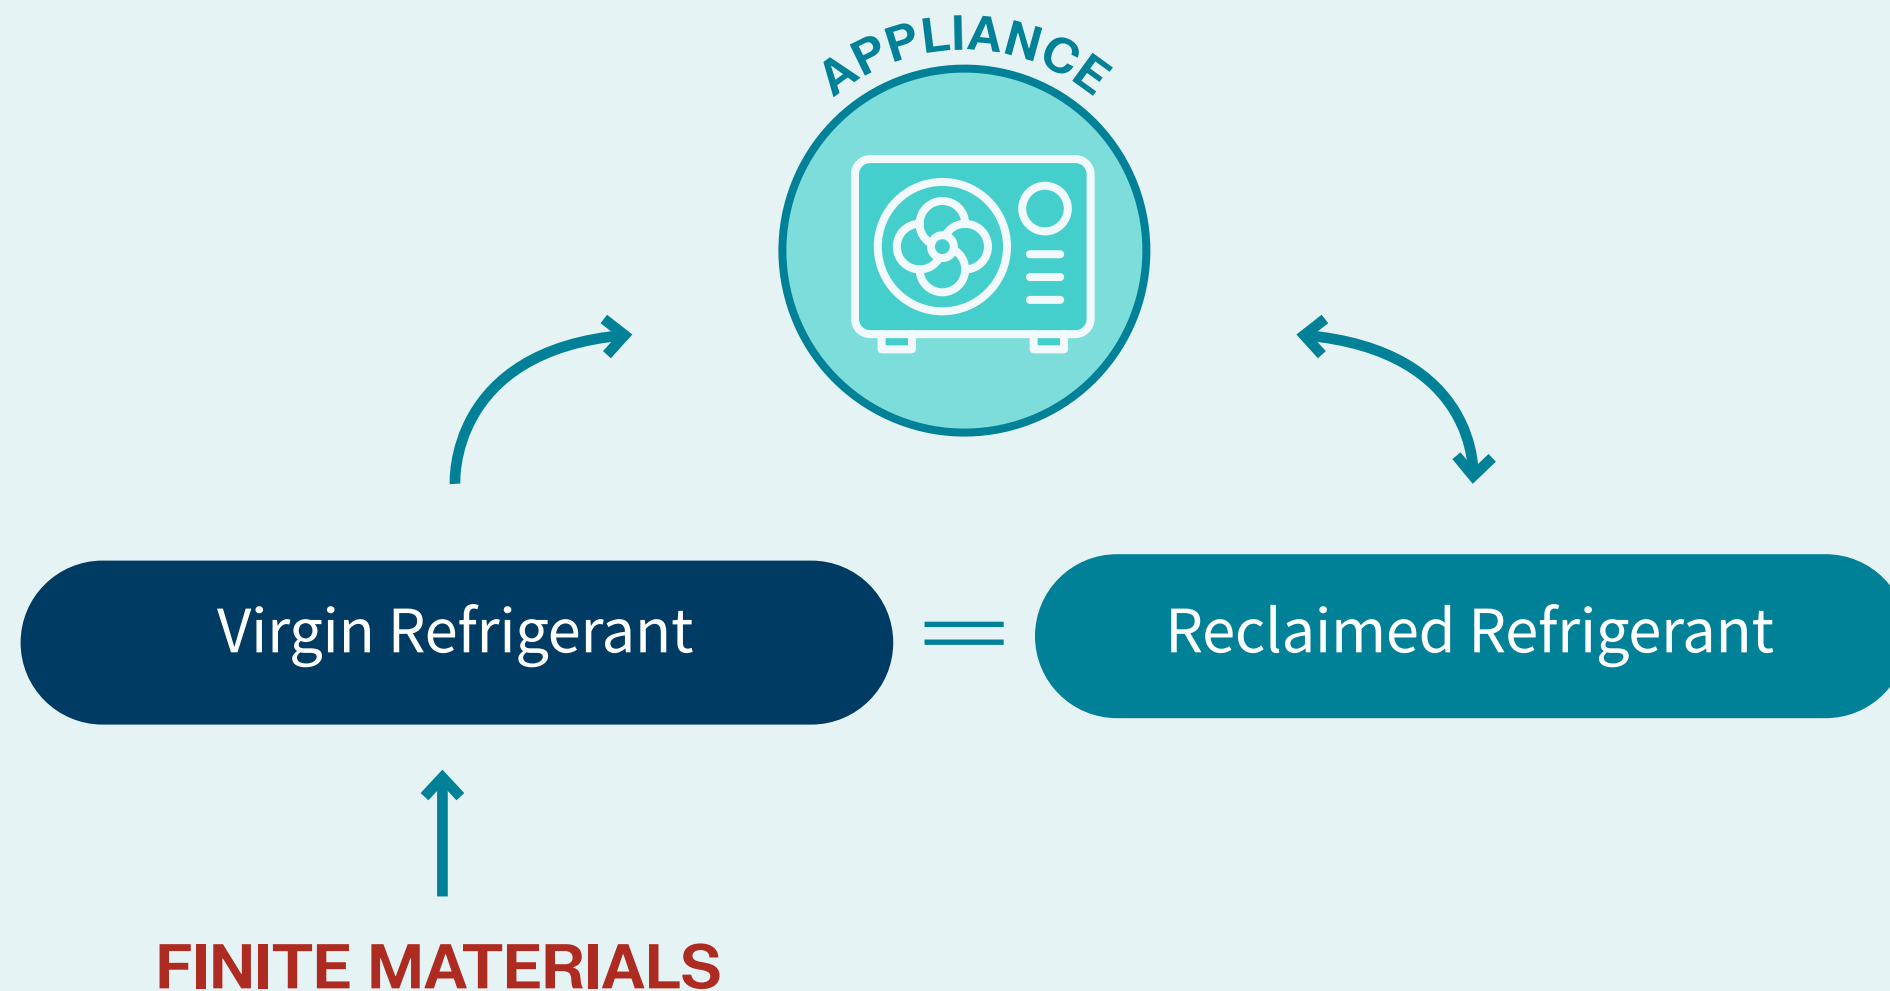 APPLIANCE
Virgin Refrigerant = Reclaimed Refrigerant
FINITE MATERIALS